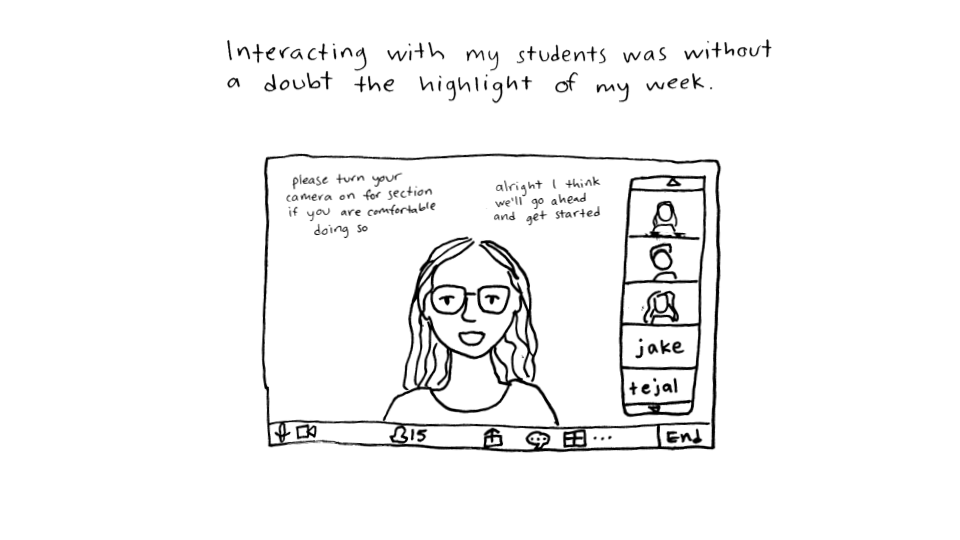 Interacting with my students was without
a doubt the highlight of my week.
please turn your
camera on for section
if you are comfortable
doing so
alright I think
we'll go ahead
and get started
jake
tejal
15
End